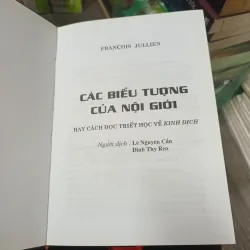 FRANÇOIS JULLIEN
CÁC BIỂU TƯỢNG
CỦA NỘI GIỚI
HAY CÁCH ĐỌC TRIẾT HỌC VỀ KINH DỊCH
Người dịch : Lê Nguyên Cẩn
Đinh Thy Reo